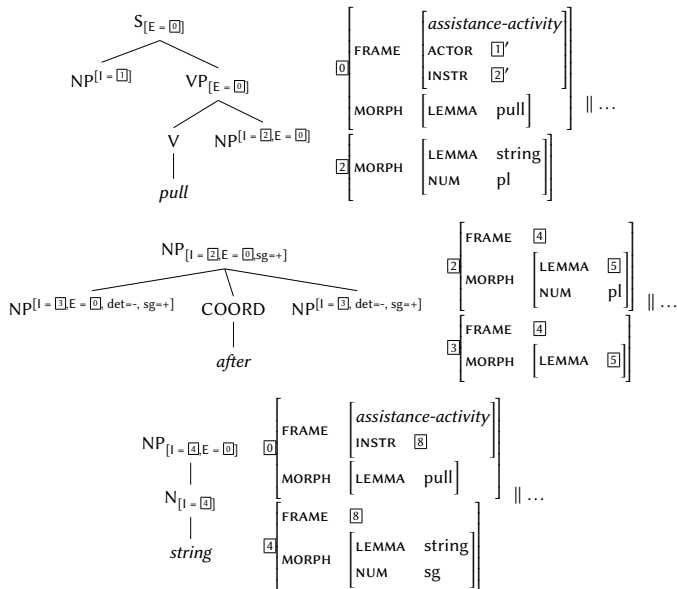 S[E = 0]
NP[I = 1] VP[E = 0]
V NP[I = 2,E = 0]
pull
0 [FRAME [assistance-activity
ACTOR 1′
INSTR 2′]
MORPH [LEMMA pull]]
2 [MORPH [LEMMA string
NUM pl]]
|| ...
NP[I = 2,E = 0,sg=+]
NP[I = 3,E = 0, det=-, sg=+] COORD NP[I = 3, det=-, sg=+]
after
2 [FRAME 4
MORPH [LEMMA 5
NUM pl]]
3 [FRAME 4
MORPH [LEMMA 5]]
|| ...
NP[I = 4,E = 0]
N[I = 4]
string
0 [FRAME [assistance-activity
INSTR 8]
MORPH [LEMMA pull]]
4 [FRAME 8
MORPH [LEMMA string
NUM sg]]
|| ...